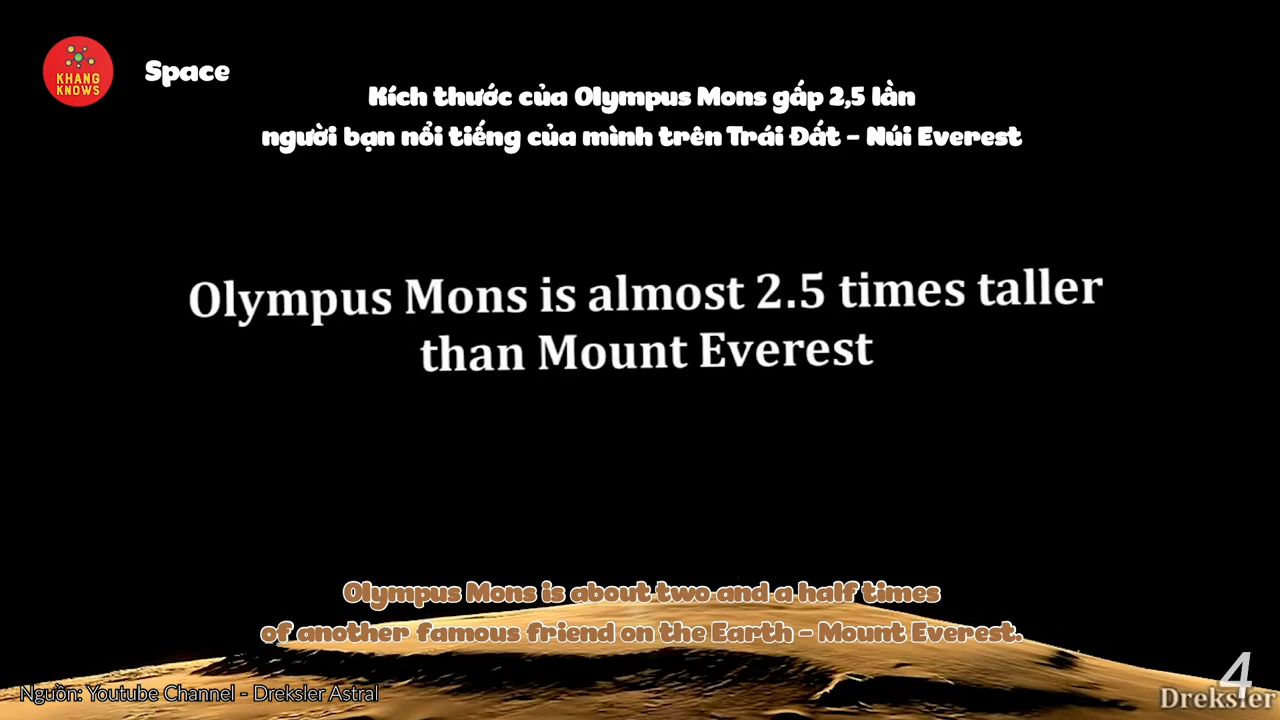 KHANG
KNOWS
Space
Kích thước của Olympus Mons gấp 2,5 lần
người bạn nổi tiếng của mình trên Trái Đất - Núi Everest
Olympus Mons is almost 2.5 times taller
than Mount Everest
Olympus Mons is about two and a half times
of another famous friend on the Earth - Mount Everest.
Nguồn: Youtube Channel - Dreksler Astral
4
Dreksler